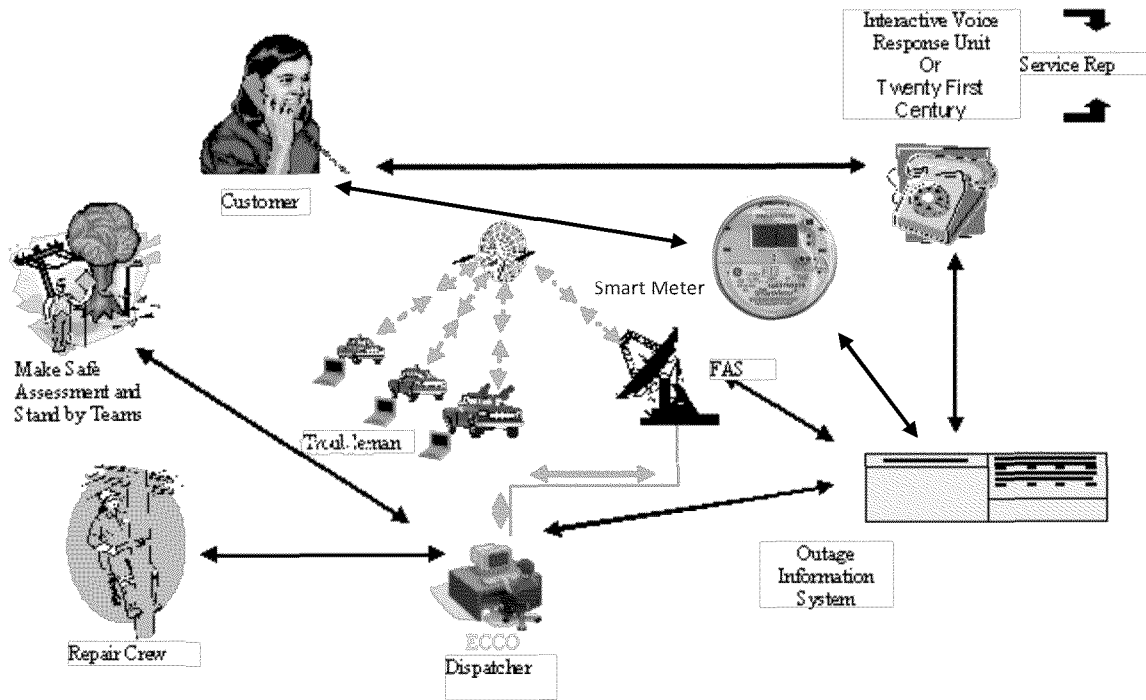 Interactive Voice
Response Unit
Or
Twenty First
Century
Service Rep
Customer
Smart Meter
Make Safe
Assessment and
Stand by Teams
FAS
Outage
Information
System
Repair Crew
ECCO
Dispatcher